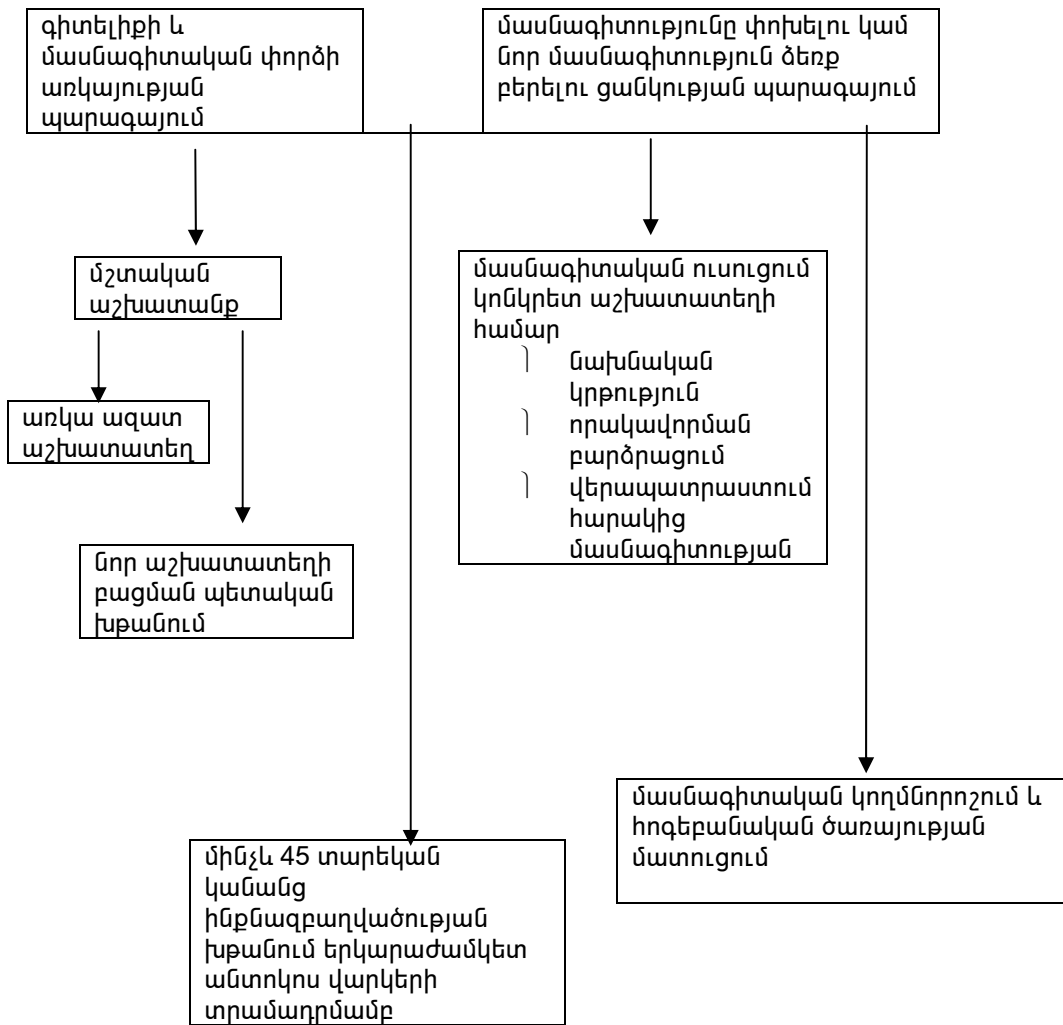 գիտելիքի և
մասնագիտական փորձի
առկայության
պարագայում
մասնագիտությունը փոխելու կամ
նոր մասնագիտություն ձեռք
բերելու ցանկության պարագայում
մշտական
աշխատանք
մասնագիտական ուսուցում
կոնկրետ աշխատատեղի
համար
նախնական
կրթություն
որակավորման
բարձրացում
վերապատրաստում
հարակից
մասնագիտության
առկա ազատ
աշխատատեղ
նոր աշխատատեղի
բացման պետական
խթանում
մասնագիտական կողմնորոշում և
հոգեբանական ծառայության
մատուցում
մինչև 45 տարեկան
կանանց
ինքնազբաղվածության
խթանում երկարաժամկետ
անտոկոս վարկերի
տրամադրմամբ